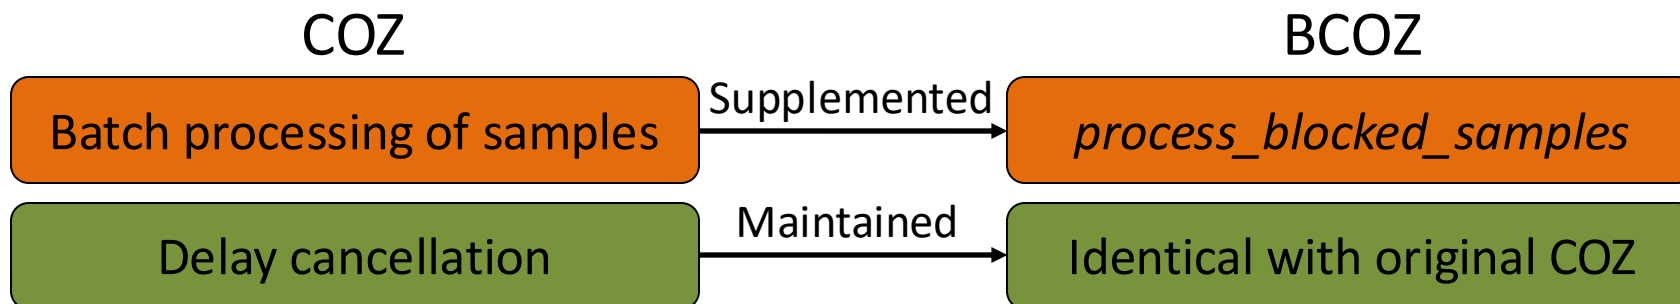 COZ
BCOZ
Batch processing of samples
Supplemented
process_blocked_samples
Delay cancellation
Maintained
Identical with original COZ